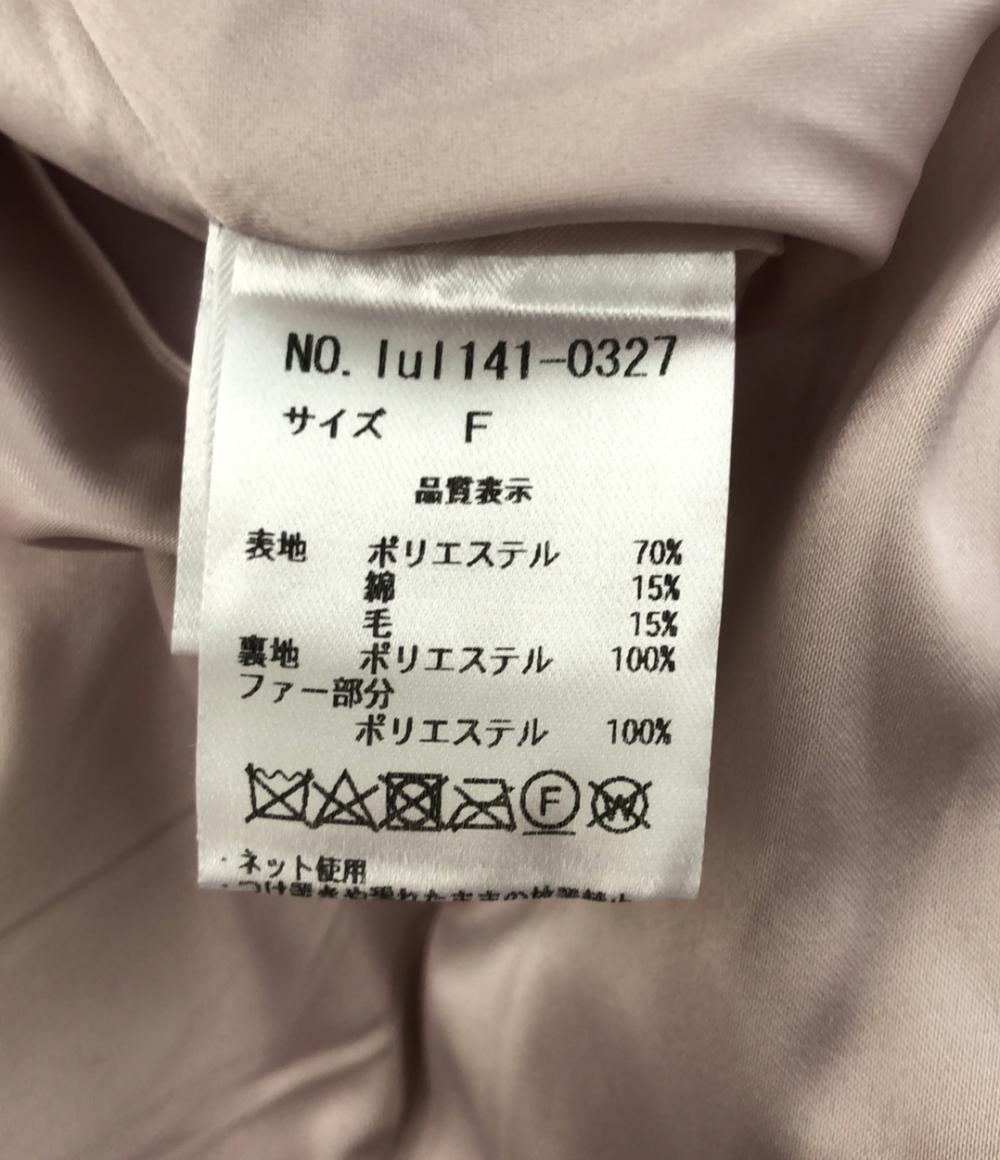 NO. lul141-0327
サイズ F
品質表示
表地 ポリエステル 70%
綿 15%
毛 15%
裏地 ポリエステル 100%
ファー部分
ポリエステル 100%
F W
・ネット使用